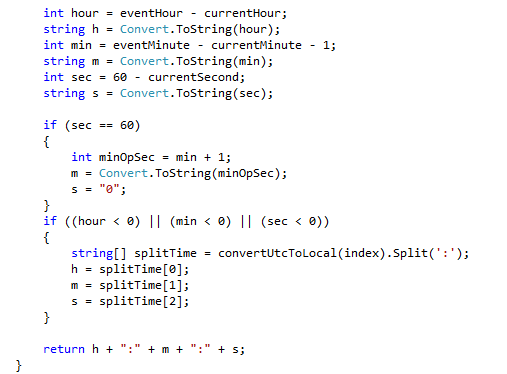 int hour = eventHour - currentHour;
string h = Convert.ToString(hour);
int min = eventMinute - currentMinute - 1;
string m = Convert.ToString(min);
int sec = 60 - currentSecond;
string s = Convert.ToString(sec);
if (sec == 60)
{
int minOpSec = min + 1;
m = Convert.ToString(minOpSec);
s = "0";
}
if ((hour < 0) || (min < 0) || (sec < 0))
{
string[] splitTime = convertUtcToLocal(index).Split(':');
h = splitTime[0];
m = splitTime[1];
s = splitTime[2];
}
return h + ":" + m + ":" + s;
}